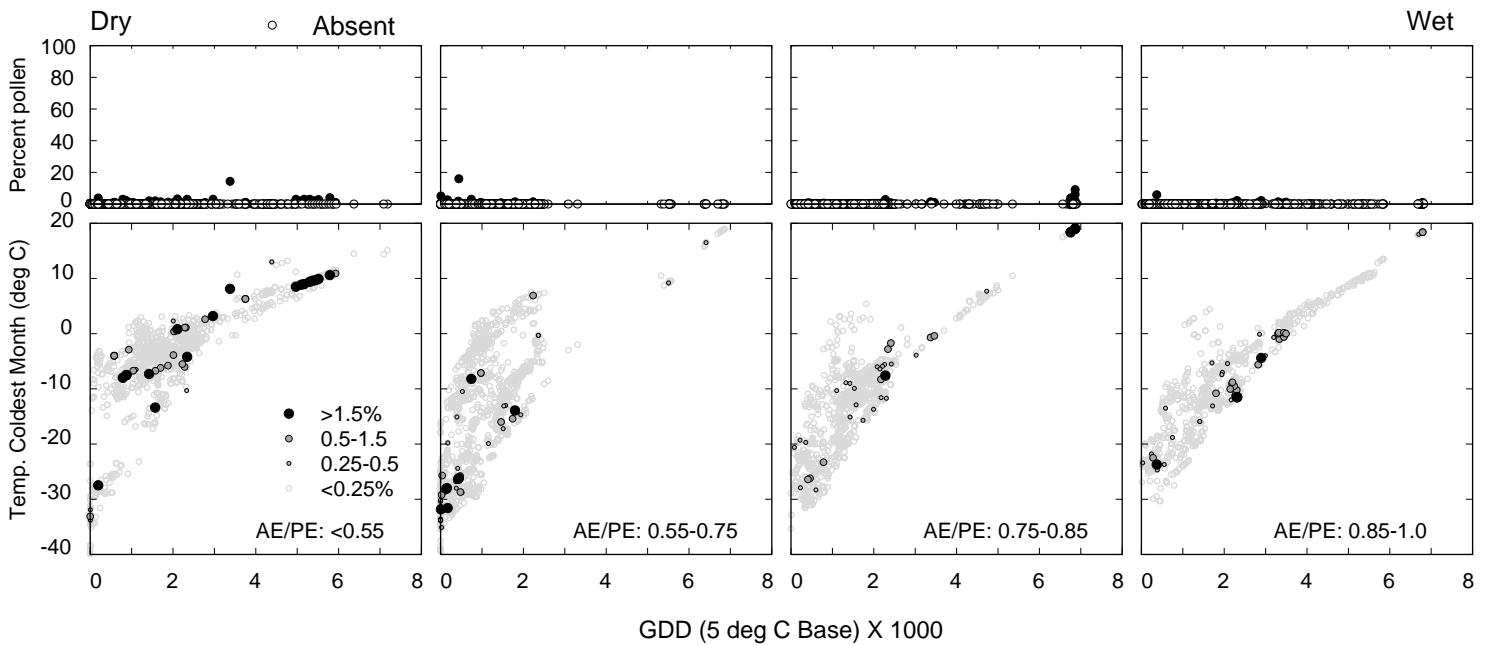 Dry
Absent
Wet
Percent pollen
100
80
60
40
20
0
Temp. Coldest Month (deg C)
20
10
0
-10
-20
-30
-40
>1.5%
0.5-1.5
0.25-0.5
<0.25%
AE/PE: <0.55
AE/PE: 0.55-0.75
AE/PE: 0.75-0.85
AE/PE: 0.85-1.0
0 2 4 6 8
0 2 4 6 8
0 2 4 6 8
0 2 4 6 8
GDD (5 deg C Base) X 1000